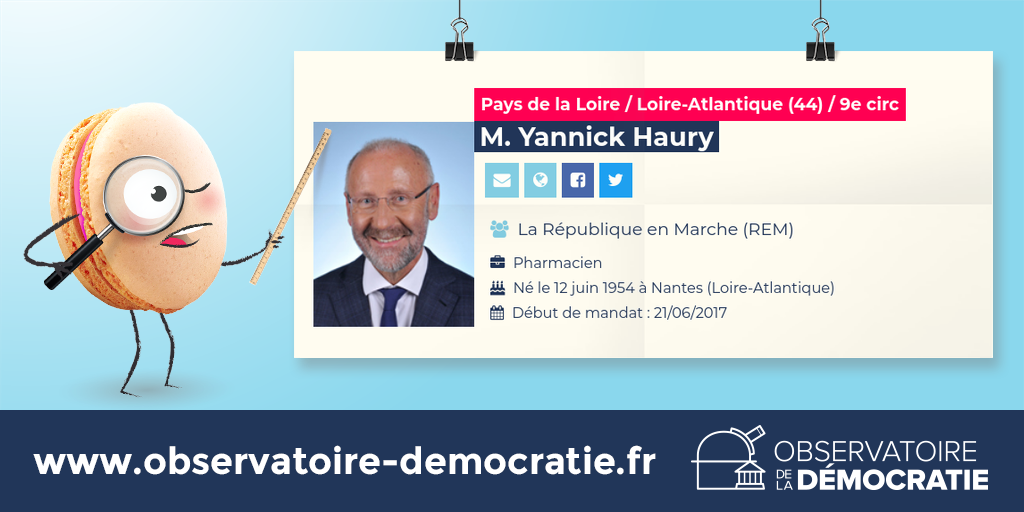 Pays de la Loire / Loire-Atlantique (44) / 9e circ
M. Yannick Haury
La République en Marche (REM)
Pharmacien
Né le 12 juin 1954 à Nantes (Loire-Atlantique)
Début de mandat : 21/06/2017
www.observatoire-democratie.fr
OBSERVATOIRE
DE LA DÉMOCRATIE